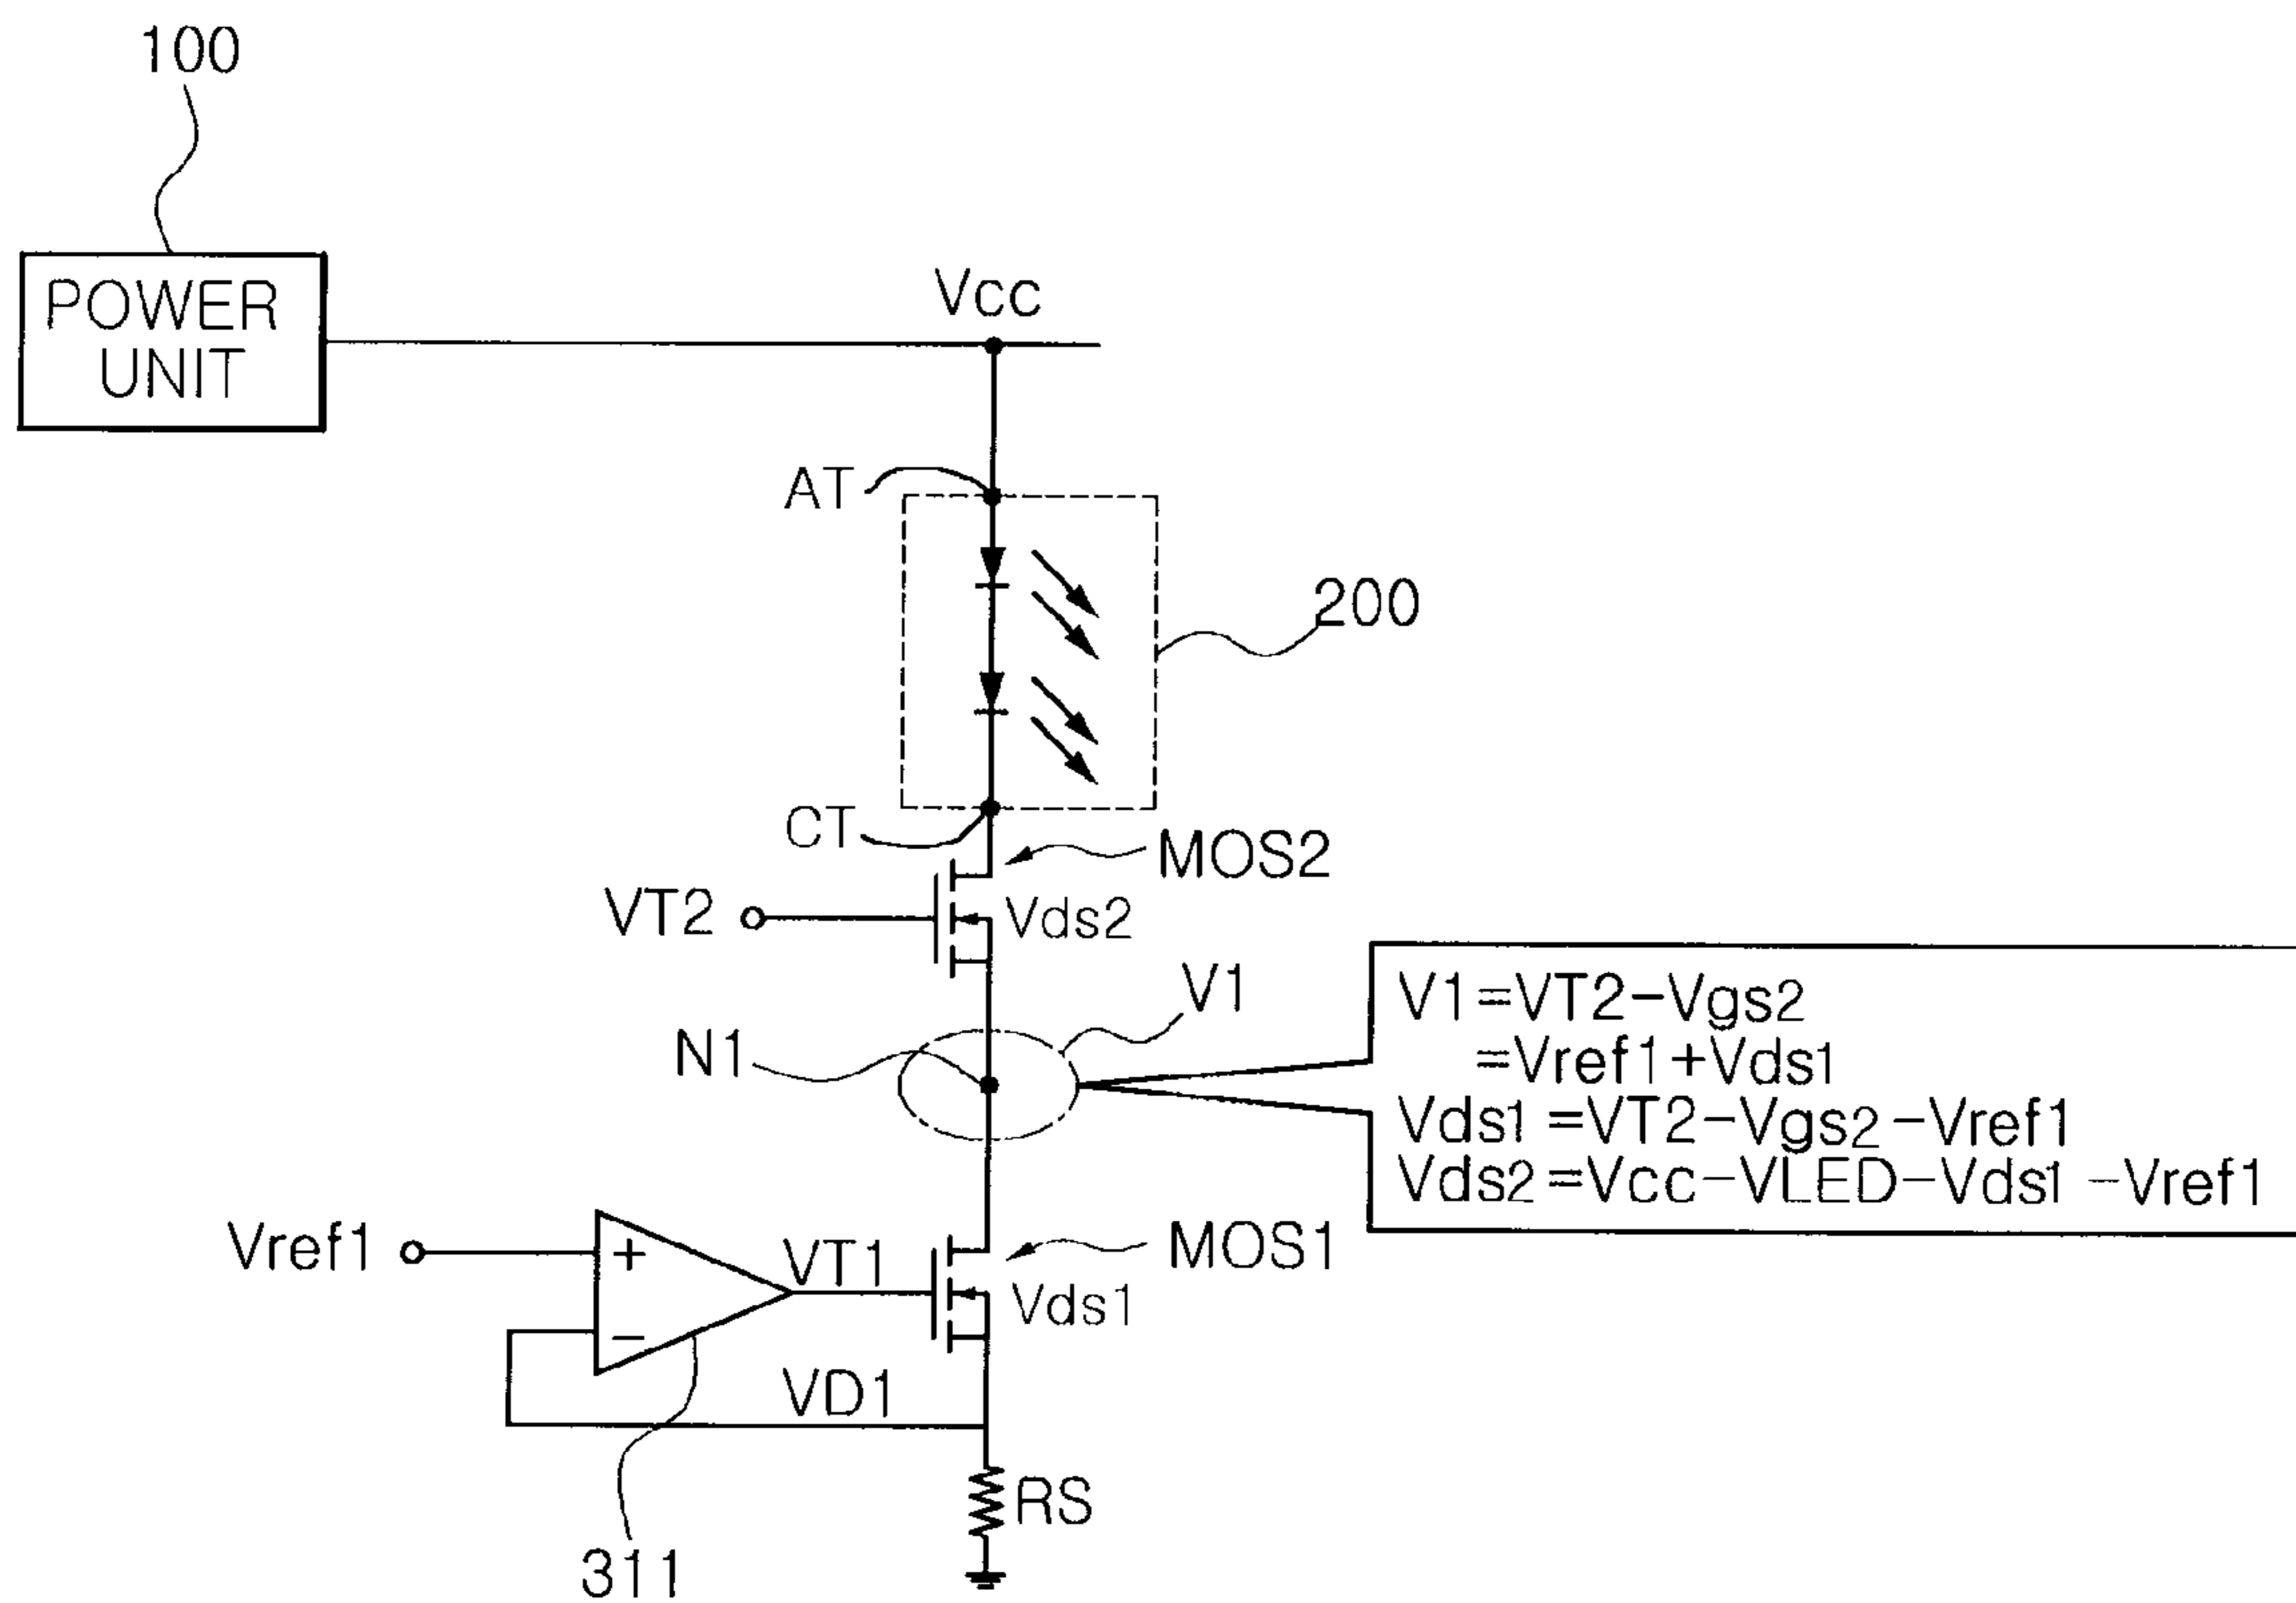 100
POWER
UNIT
Vcc
AT
200
CT
MOS2
VT2
Vds2
V1
N1
V1=VT2-Vgs2
=Vref1+Vds1
Vds1=VT2-Vgs2-Vref1
Vds2=Vcc-VLED-Vds1-Vref1
Vref1
+
-
VT1
MOS1
Vds1
VD1
RS
311